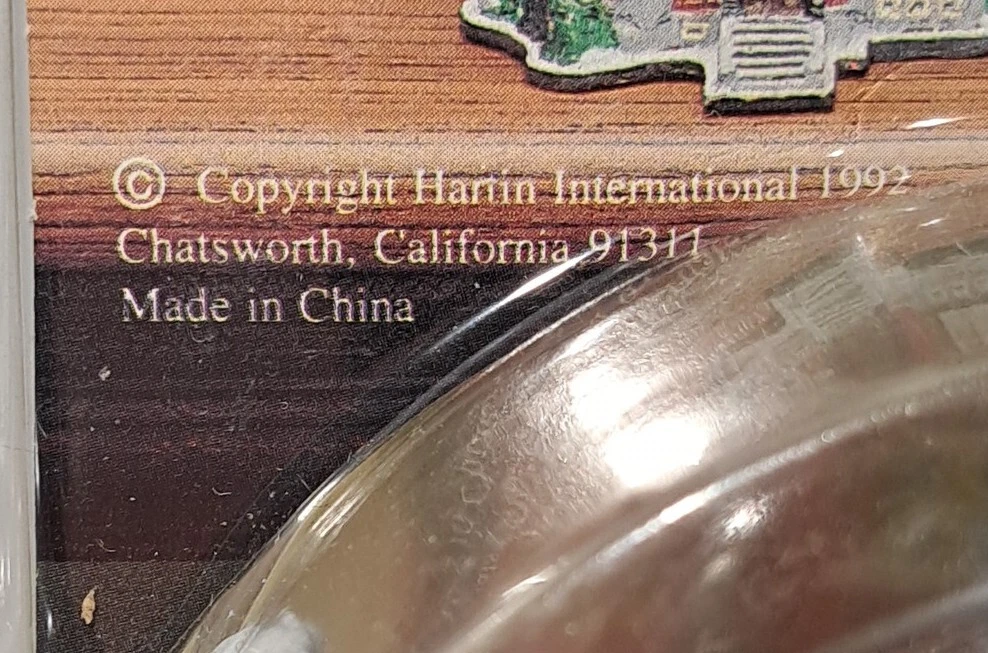 © Copyright Hartin International 1992
Chatsworth, California 91311
Made in China